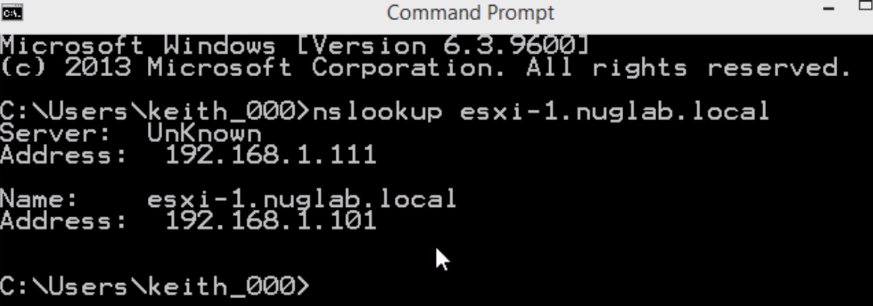 Command Prompt
Microsoft Windows [Version 6.3.9600]
(c) 2013 Microsoft Corporation. All rights reserved.
C:\Users\keith_000>nslookup esxi-1.nuglab.local
Server:  UnKnown
Address:  192.168.1.111
Name:    esxi-1.nuglab.local
Address:  192.168.1.101
C:\Users\keith_000>